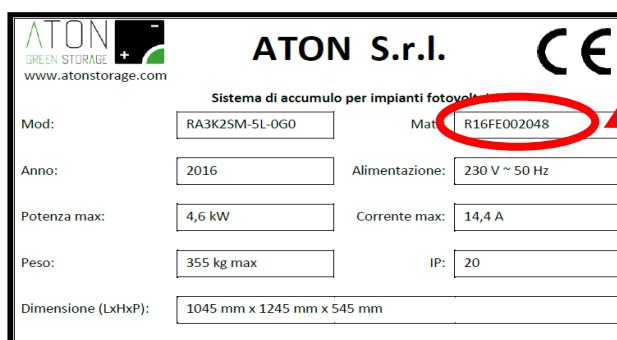 ATON
GREEN STORAGE
www.atonstorage.com
ATON S.r.l.
CE
Sistema di accumulo per impianti
Mod: RA3K2SM-5L-0G0 R16FE002048
Anno: 2016 Alimentazione: 230 V ~ 50 Hz
Potenza max: 4,6 kW Corrente max: 14,4 A
Peso: 355 kg max IP: 20
Dimensione (LxHxP): 1045 mm x 1245 mm x 545 mm